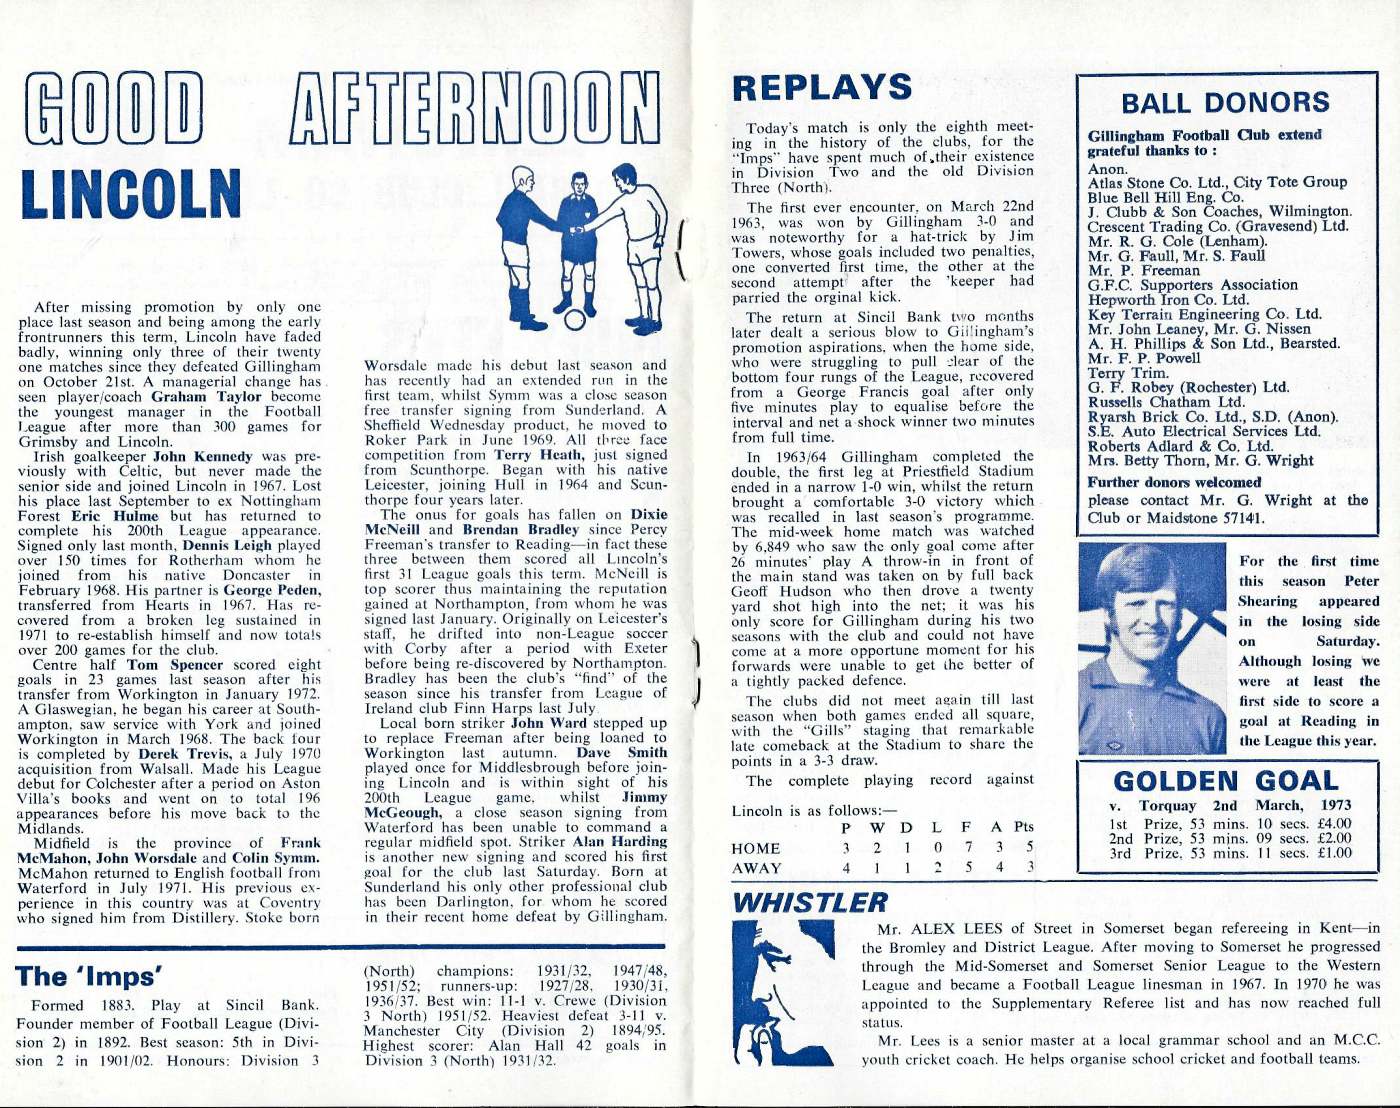 GOOD AFTERNOON
LINCOLN
After missing promotion by only one
place last season and being among the early
frontrunners this term, Lincoln have faded
badly, winning only three of their twenty
one matches since they defeated Gillingham
on October 21st. A managerial change has
seen player/coach Graham Taylor become
the youngest manager in the Football
League after more than 300 games for
Grimsby and Lincoln.
Irish goalkeeper John Kennedy was pre-
viously with Celtic, but never made the
senior side and joined Lincoln in 1967. Lost
his place last September to ex Nottingham
Forest Eric Hulme but has returned to
complete his 200th League appearance.
Signed only last month, Dennis Leigh played
over 150 times for Rotherham whom he
joined from his native Doncaster in
February 1968. His partner is George Peden,
transferred from Hearts in 1967. Has re-
covered from a broken leg sustained in
1971 to re-establish himself and now totals
over 200 games for the club.
Centre half Tom Spencer scored eight
goals in 23 games last season after his
transfer from Workington in January 1972.
A Glaswegian, he began his career at South-
ampton, saw service with York and joined
Workington in March 1968. The back four
is completed by Derek Trevis, a July 1970
acquisition from Walsall. Made his League
debut for Colchester after a period on Aston
Villa's books and went on to total 196
appearances before his move back to the
Midlands.
Midfield is the province of Frank
McMahon, John Worsdale and Colin Symm.
McMahon returned to English football from
Waterford in July 1971. His previous ex-
perience in this country was at Coventry
who signed him from Distillery. Stoke born
Worsdale made his debut last season and
has recently had an extended run in the
first team, whilst Symm was a close season
free transfer signing from Sunderland. A
Sheffield Wednesday product, he moved to
Roker Park in June 1969. All three face
competition from Terry Heath, just signed
from Scunthorpe. Began with his native
Leicester, joining Hull in 1964 and Scun-
thorpe four years later.
The onus for goals has fallen on Dixie
McNeill and Brendan Bradley since Percy
Freeman's transfer to Reading—in fact these
three between them scored all Lincoln's
first 31 League goals this term. McNeill is
top scorer thus maintaining the reputation
gained at Northampton, from whom he was
signed last January. Originally on Leicester's
staff, he drifted into non-League soccer
with Corby after a period with Exeter
before being re-discovered by Northampton.
Bradley has been the club's "find" of the
season since his transfer from League of
Ireland club Finn Harps last July.
Local born striker John Ward stepped up
to replace Freeman after being loaned to
Workington last autumn. Dave Smith
played once for Middlesbrough before join-
ing Lincoln and is within sight of his
200th League game, whilst Jimmy
McGeough, a close season signing from
Waterford has been unable to command a
regular midfield spot. Striker Alan Harding
is another new signing and scored his first
goal for the club last Saturday. Born at
Sunderland his only other professional club
has been Darlington, for whom he scored
in their recent home defeat by Gillingham.
The 'Imps'
Formed 1883. Play at Sincil Bank.
Founder member of Football League (Divi-
sion 2) in 1892. Best season: 5th in Divi-
sion 2 in 1901/02. Honours: Division 3
(North) champions: 1931/32, 1947/48,
1951/52; runners-up: 1927/28, 1930/31,
1936/37. Best win: 11-1 v. Crewe (Division
3 North) 1951/52. Heaviest defeat 3-11 v.
Manchester City (Division 2) 1894/95.
Highest scorer: Alan Hall 42 goals in
Division 3 (North) 1931/32.
REPLAYS
Today's match is only the eighth meet-
ing in the history of the clubs, for the
"Imps" have spent much of their existence
in Division Two and the old Division
Three (North).
The first ever encounter, on March 22nd
1963, was won by Gillingham 3-0 and
was noteworthy for a hat-trick by Jim
Towers, whose goals included two penalties,
one converted first time, the other at the
second attempt after the 'keeper had
parried the orginal kick.
The return at Sincil Bank two months
later dealt a serious blow to Gillingham's
promotion aspirations, when the home side,
who were struggling to pull clear of the
bottom four rungs of the League, recovered
from a George Francis goal after only
five minutes play to equalise before the
interval and net a shock winner two minutes
from full time.
In 1963/64 Gillingham completed the
double, the first leg at Priestfield Stadium
ended in a narrow 1-0 win, whilst the return
brought a comfortable 3-0 victory which
was recalled in last season's programme.
The mid-week home match was watched
by 6,849 who saw the only goal come after
26 minutes' play A throw-in in front of
the main stand was taken on by full back
Geoff Hudson who then drove a twenty
yard shot high into the net; it was his
only score for Gillingham during his two
seasons with the club and could not have
come at a more opportune moment for his
forwards were unable to get the better of
a tightly packed defence.
The clubs did not meet again till last
season when both games ended all square,
with the "Gills" staging that remarkable
late comeback at the Stadium to share the
points in a 3-3 draw.
The complete playing record against
Lincoln is as follows:—
P W D L F A Pts
HOME 3 2 1 0 7 3 5
AWAY 4 1 1 2 5 4 3
BALL DONORS
Gillingham Football Club extend
grateful thanks to :
Anon.
Atlas Stone Co. Ltd., City Tote Group
Blue Bell Hill Eng. Co.
J. Clubb & Son Coaches, Wilmington.
Crescent Trading Co. (Gravesend) Ltd.
Mr. R. G. Cole (Lenham).
Mr. G. Faull, Mr. S. Faull
Mr. P. Freeman
G.F.C. Supporters Association
Hepworth Iron Co. Ltd.
Key Terrain Engineering Co. Ltd.
Mr. John Leaney, Mr. G. Nissen
A. H. Phillips & Son Ltd., Bearsted.
Mr. F. P. Powell
Terry Trim.
G. F. Robey (Rochester) Ltd.
Russells Chatham Ltd.
Ryarsh Brick Co. Ltd., S.D. (Anon).
S.E. Auto Electrical Services Ltd.
Roberts Adlard & Co. Ltd.
Mrs. Betty Thorn, Mr. G. Wright
Further donors welcomed
please contact Mr. G. Wright at the
Club or Maidstone 57141.
For the first time
this season Peter
Shearing appeared
in the losing side
on Saturday.
Although losing we
were at least the
first side to score a
goal at Reading in
the League this year.
GOLDEN GOAL
v. Torquay 2nd March, 1973
1st Prize, 53 mins. 10 secs. £4.00
2nd Prize, 53 mins. 09 secs. £2.00
3rd Prize, 53 mins. 11 secs. £1.00
WHISTLER
Mr. ALEX LEES of Street in Somerset began refereeing in Kent—in
the Bromley and District League. After moving to Somerset he progressed
through the Mid-Somerset and Somerset Senior League to the Western
League and became a Football League linesman in 1967. In 1970 he was
appointed to the Supplementary Referee list and has now reached full
status.
Mr. Lees is a senior master at a local grammar school and an M.C.C.
youth cricket coach. He helps organise school cricket and football teams.